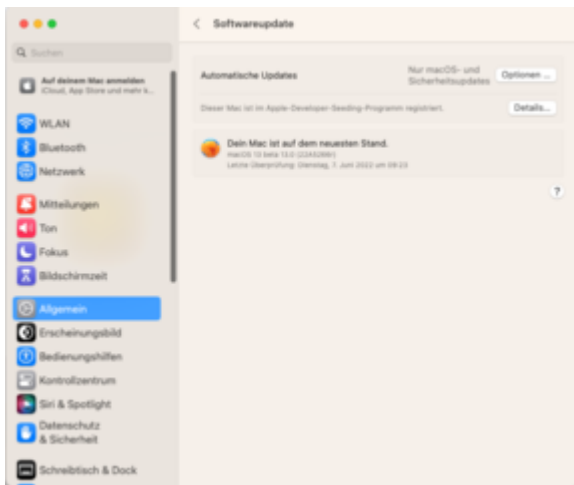 Softwareupdate
Suchen
Auf deinem Mac anmelden
iCloud, App Store und mehr k...
WLAN
Bluetooth
Netzwerk
Mitteilungen
Ton
Fokus
Bildschirmzeit
Allgemein
Erscheinungsbild
Bedienungshilfen
Kontrollzentrum
Siri & Spotlight
Datenschutz
& Sicherheit
Schreibtisch & Dock
Automatische Updates
Nur macOS- und
Sicherheitsupdates
Optionen ...
Dieser Mac ist im Apple-Developer-Seeding-Programm registriert.
Details...
Dein Mac ist auf dem neuesten Stand.
macOS 13 beta 13.0
Letzte Überprüfung: Dienstag, 7. Juni 2022 um 09:23
?